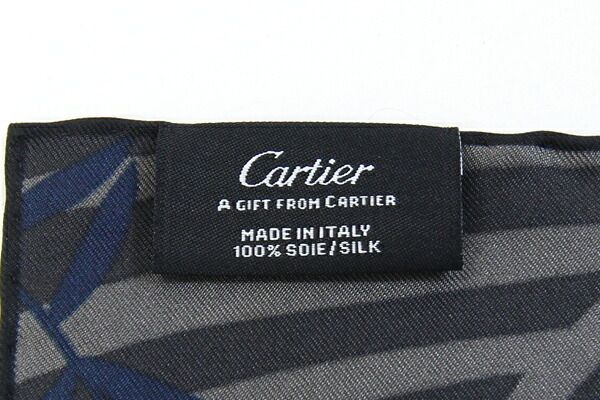 Cartier
A GIFT FROM CARTIER
MADE IN ITALY
100% SOIE/SILK